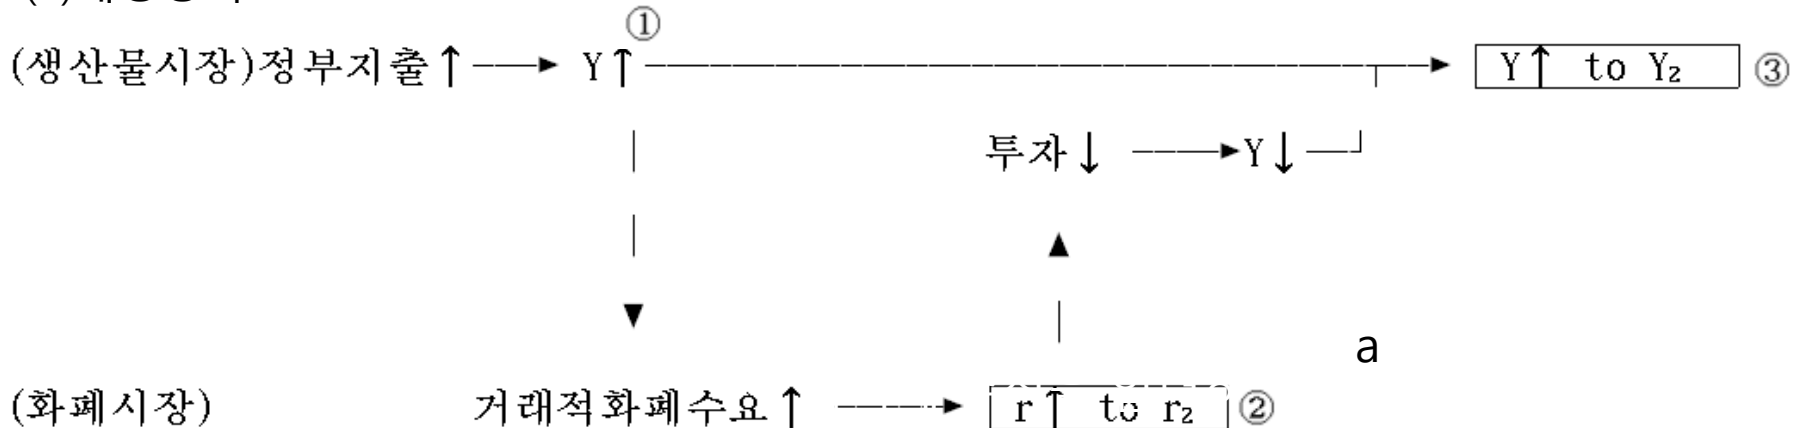 ①
(생산물시장)정부지출↑ → Y↑ → Y↑ to Y₂ ③
투자↓ → Y↓
a
(화폐시장) 거래적화폐수요↑ → r↑ to r₂ ②